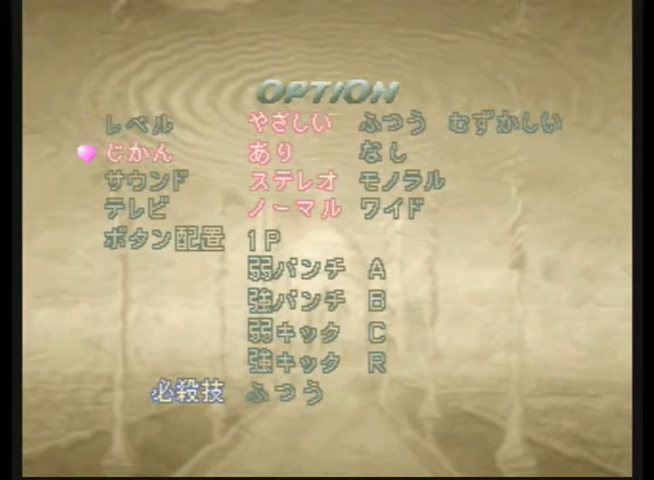 OPTION
レベル やさしい ふつう むずかしい
じかん あり なし
サウンド ステレオ モノラル
テレビ ノーマル ワイド
ボタン配置 1P
弱パンチ A
強パンチ B
弱キック C
強キック R
必殺技 ふつう